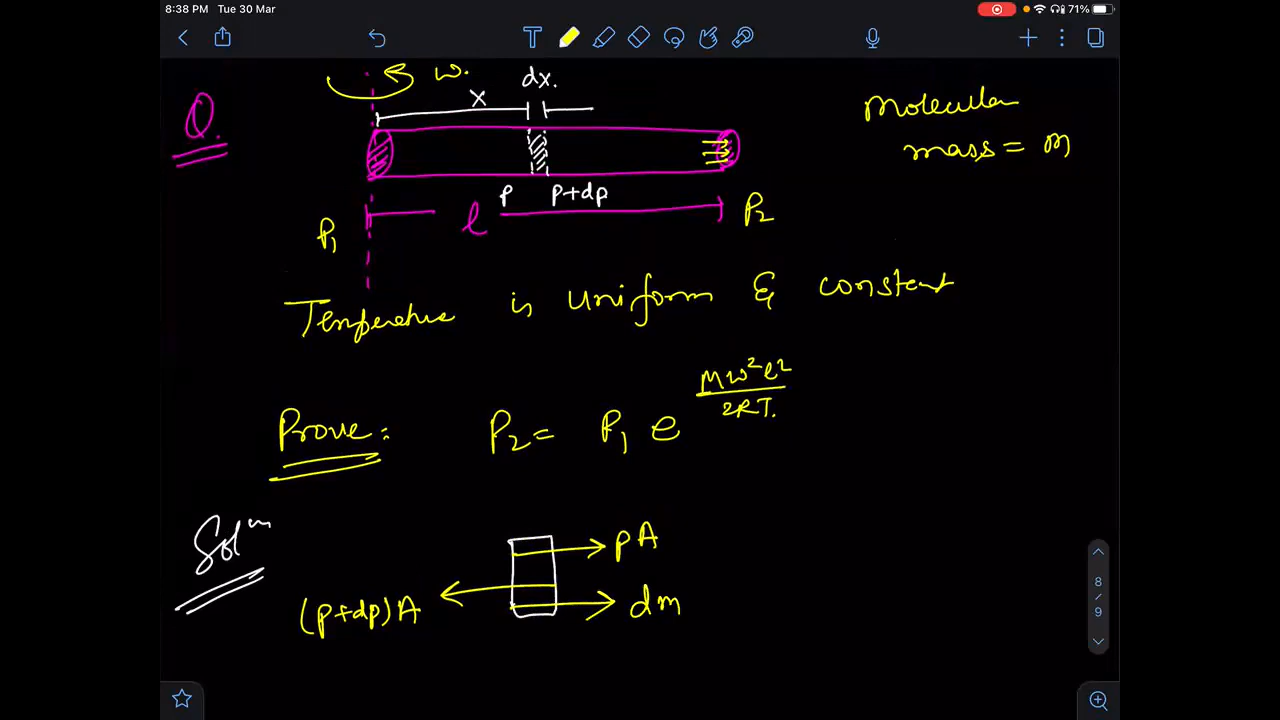 8:38 PM Tue 30 Mar
71%
ω.
dx.
x
Q.
Molecular
mass = M
p p+dp
l
P₁
P₂
Temperature is uniform & constant
Prove: P₂ = P₁ e^(Mω²l²/2RT.)
Solⁿ
pA
(p+dp)A
dm
8
/
9